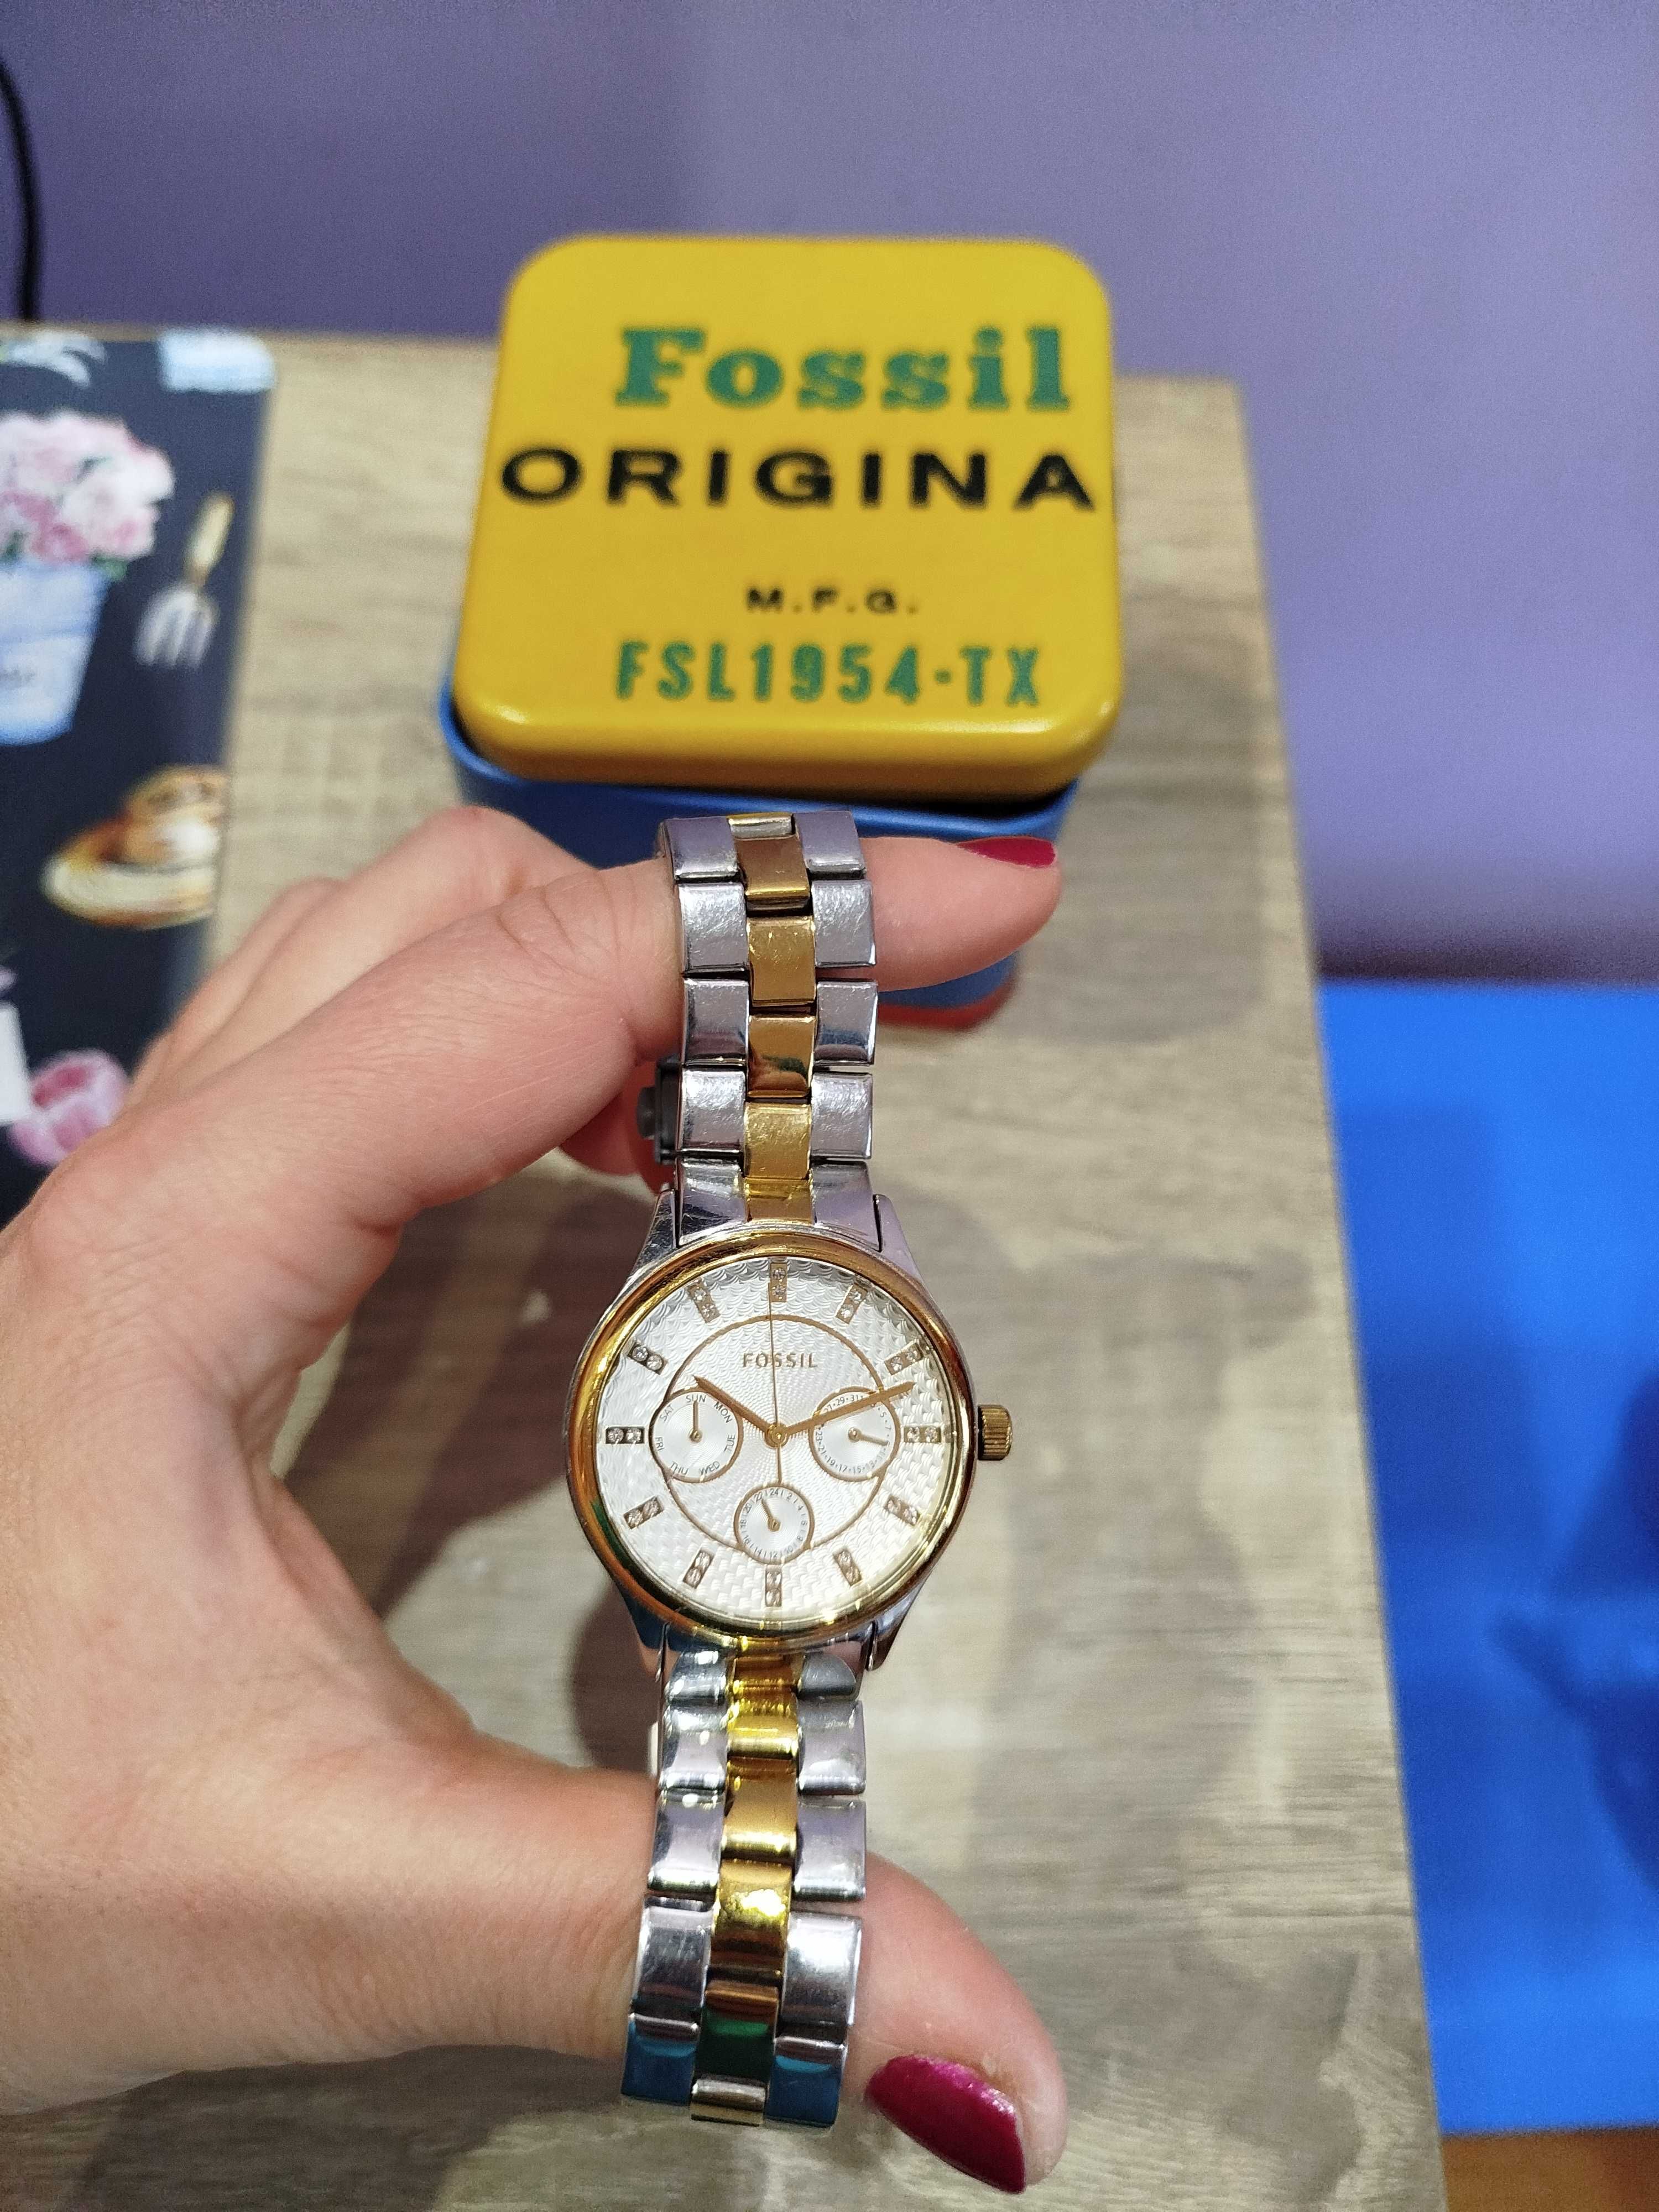 Fossil
ORIGINA
M.F.G.
FSL1954-TX
FOSSIL
SUN MON
TUE
WED
THU
FRI